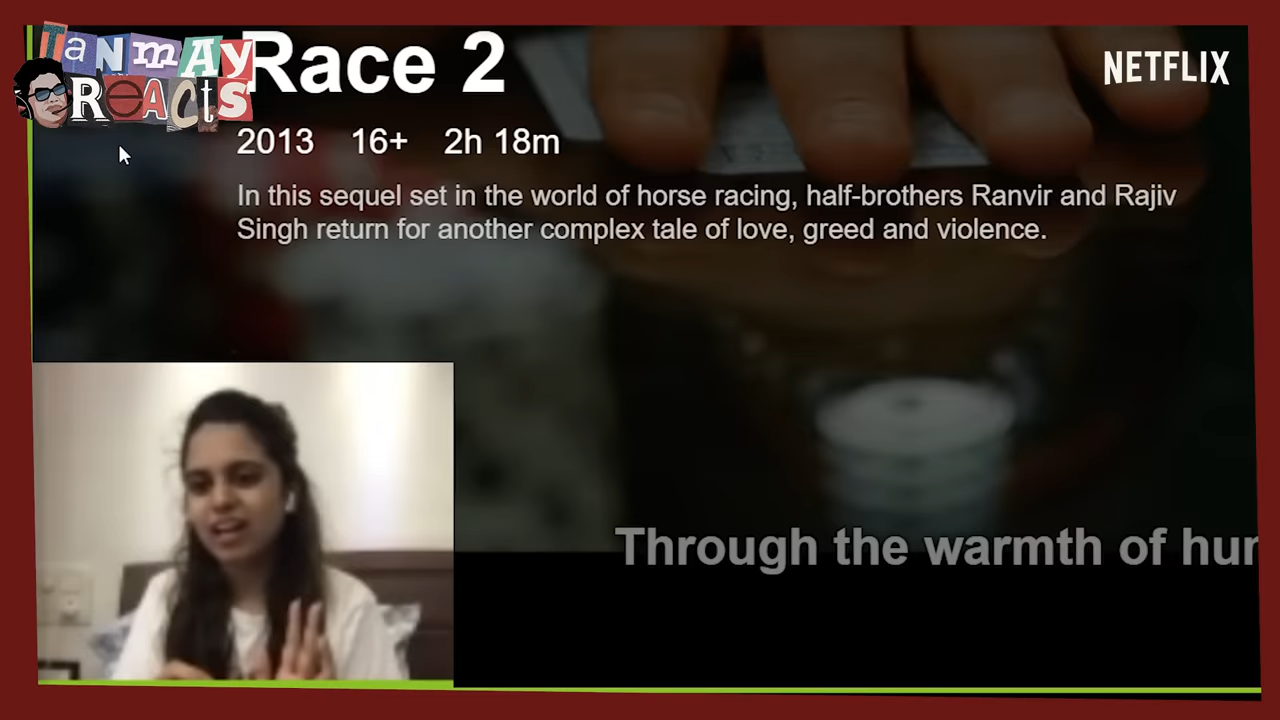 TanmAy
REACtS
Race 2
NETFLIX
2013 16+ 2h 18m
In this sequel set in the world of horse racing, half-brothers Ranvir and Rajiv
Singh return for another complex tale of love, greed and violence.
Through the warmth of hur